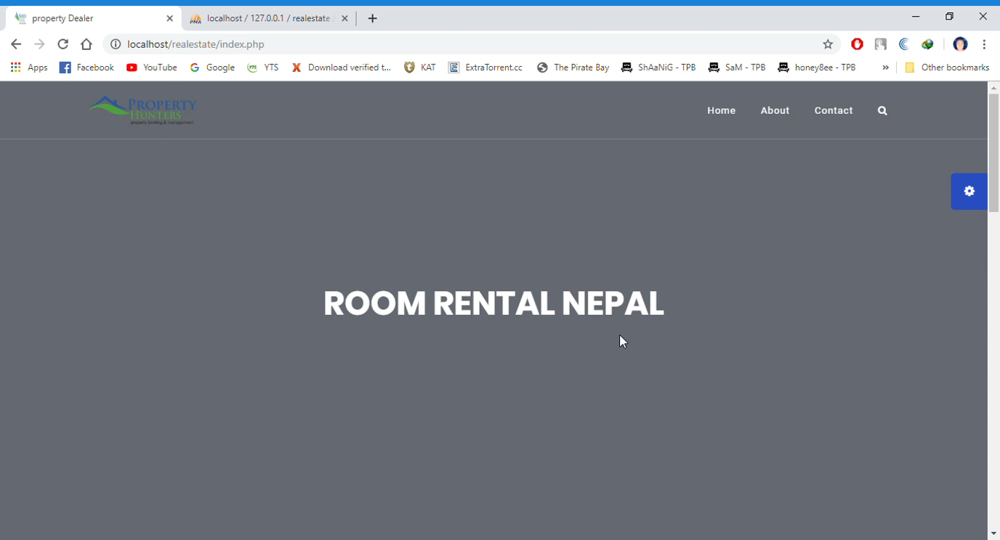 property Dealer
localhost / 127.0.0.1 / realestate
localhost/realestate/index.php
Apps Facebook YouTube Google YTS Download verified t... KAT ExtraTorrent.cc The Pirate Bay ShAaNiG - TPB SaM - TPB honey8ee - TPB » Other bookmarks
PROPERTY
HUNTERS
property broking & management
Home About Contact
ROOM RENTAL NEPAL